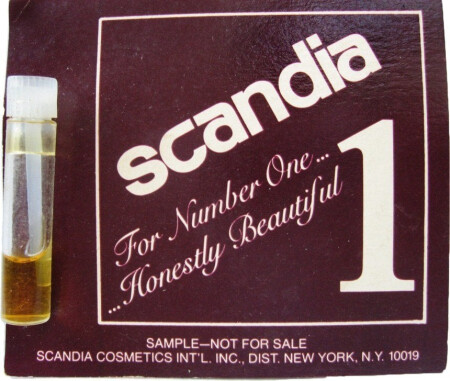 scandia
For Number One...
...Honestly Beautiful
1
SAMPLE—NOT FOR SALE
SCANDIA COSMETICS INT'L. INC., DIST. NEW YORK, N.Y. 10019